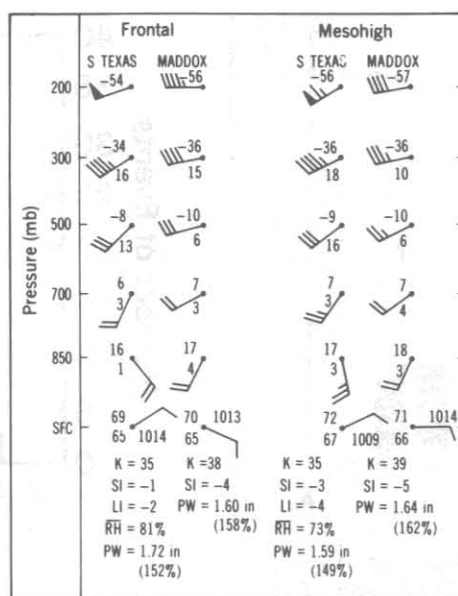 Frontal Mesohigh
S TEXAS MADDOX S TEXAS MADDOX
200 -54 -56 -56 -57
-34 -36 -36 -36
300
16 15 18 10
-8 -10 -9 -10
500
13 6 16 6
6 7 7 7
700
3 3 3 4
16 17 17 18
850
1 4 3 3
69 70 1013 72 71 1014
SFC
65 1014 65 67 1009 66
K = 35 K =38 K = 35 K = 39
SI = -1 SI = -4 SI = -3 SI = -5
LI = -2 PW = 1.60 in LI = -4 PW = 1.64 in
RH = 81% (158%) RH = 73% (162%)
PW = 1.72 in PW = 1.59 in
(152%) (149%)
Pressure (mb)